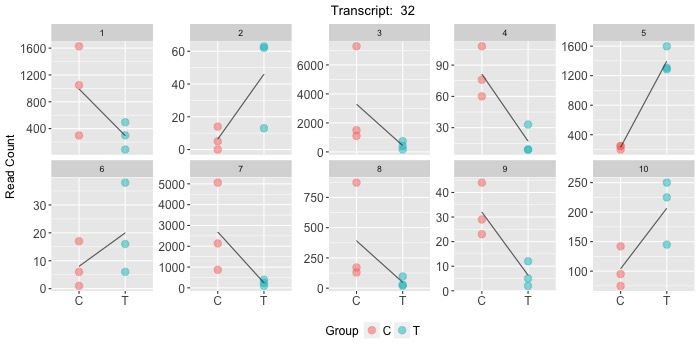 Transcript: 32
1 2 3 4 5
1600 1200 800 400
60 40 20 0
6000 4000 2000 0
90 60 30
1600 1200 800 400
Read Count
6 7 8 9 10
30 20 10 0
5000 4000 3000 2000 1000 0
750 500 250 0
40 30 20 10 0
250 200 150 100
C T C T C T C T C T
Group C T